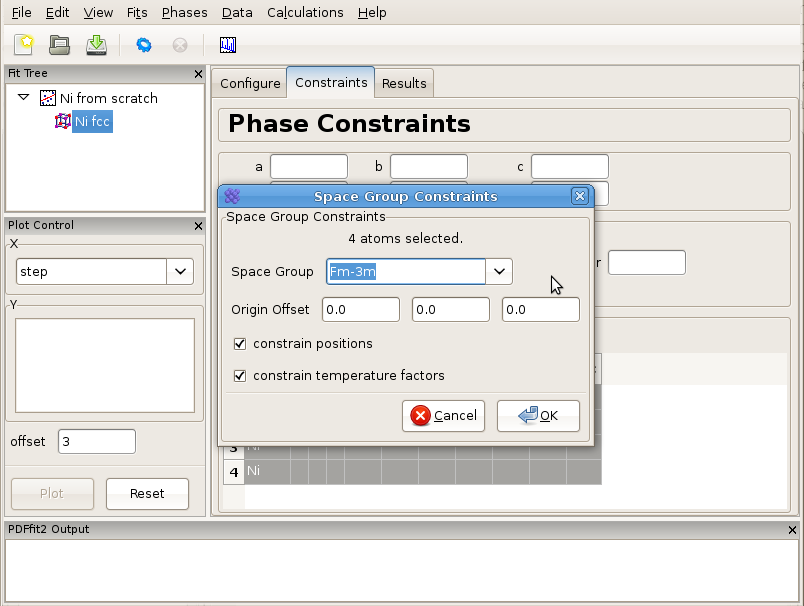 File Edit View Fits Phases Data Calculations Help
Fit Tree
Ni from scratch
Ni fcc
Plot Control
X
step
Y
offset 3
Plot Reset
Configure Constraints Results
Phase Constraints
a b c
r
Space Group Constraints
Space Group Constraints
4 atoms selected.
Space Group Fm-3m
Origin Offset 0.0 0.0 0.0
constrain positions
constrain temperature factors
Cancel OK
3 Ni
4 Ni
PDFfit2 Output